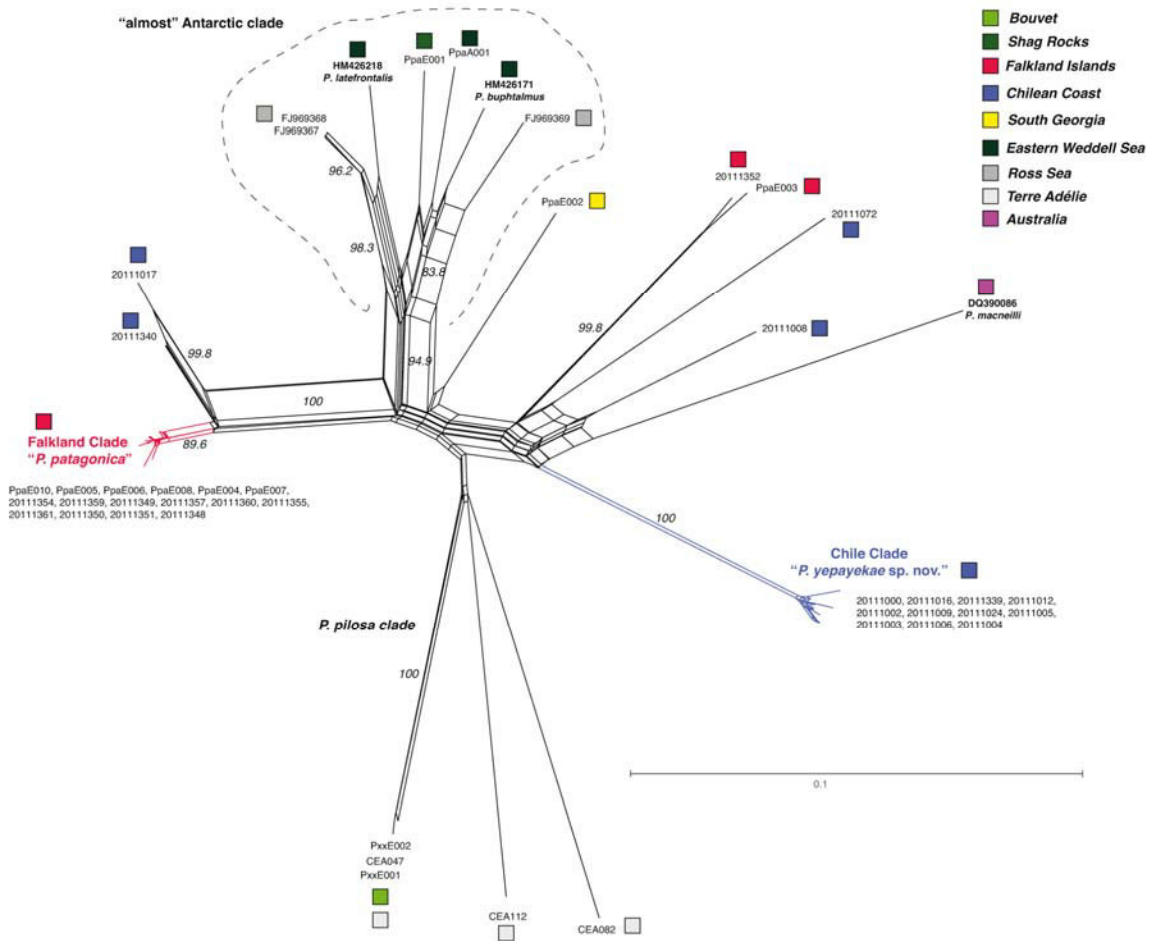 "almost" Antarctic clade
Bouvet
Shag Rocks
Falkland Islands
Chilean Coast
South Georgia
Eastern Weddell Sea
Ross Sea
Terre Adélie
Australia
HM426218
P. latefrontalis
PpaE001
PpaA001
HM426171
P. buphtalmus
FJ969368
FJ969367
FJ969369
96.2
98.3
83.8
94.9
PpaE002
20111352
PpaE003
20111072
DQ390086
P. macneilli
20111008
99.8
20111017
20111340
99.8
100
89.6
Falkland Clade
"P. patagonica"
PpaE010, PpaE005, PpaE006, PpaE008, PpaE004, PpaE007,
20111354, 20111359, 20111349, 20111357, 20111360, 20111355,
20111361, 20111350, 20111351, 20111348
100
Chile Clade
"P. yepayekae sp. nov."
20111000, 20111016, 20111339, 20111012,
20111002, 20111009, 20111024, 20111005,
20111003, 20111006, 20111004
P. pilosa clade
100
0.1
PxxE002
CEA047
PxxE001
CEA112
CEA082